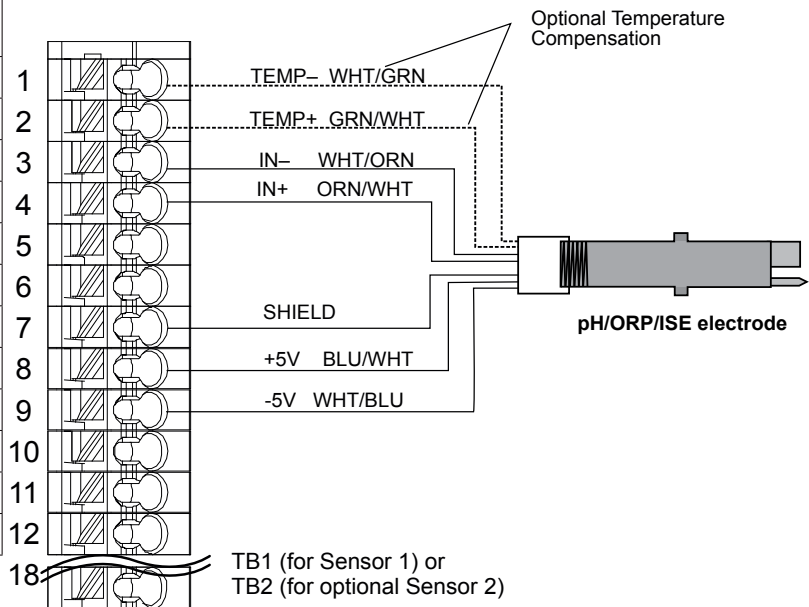 Optional Temperature
Compensation
1 TEMP– WHT/GRN
2 TEMP+ GRN/WHT
3 IN– WHT/ORN
4 IN+ ORN/WHT
5
6
7 SHIELD
8 +5V BLU/WHT
9 -5V WHT/BLU
10
11
12
18
pH/ORP/ISE electrode
TB1 (for Sensor 1) or
TB2 (for optional Sensor 2)